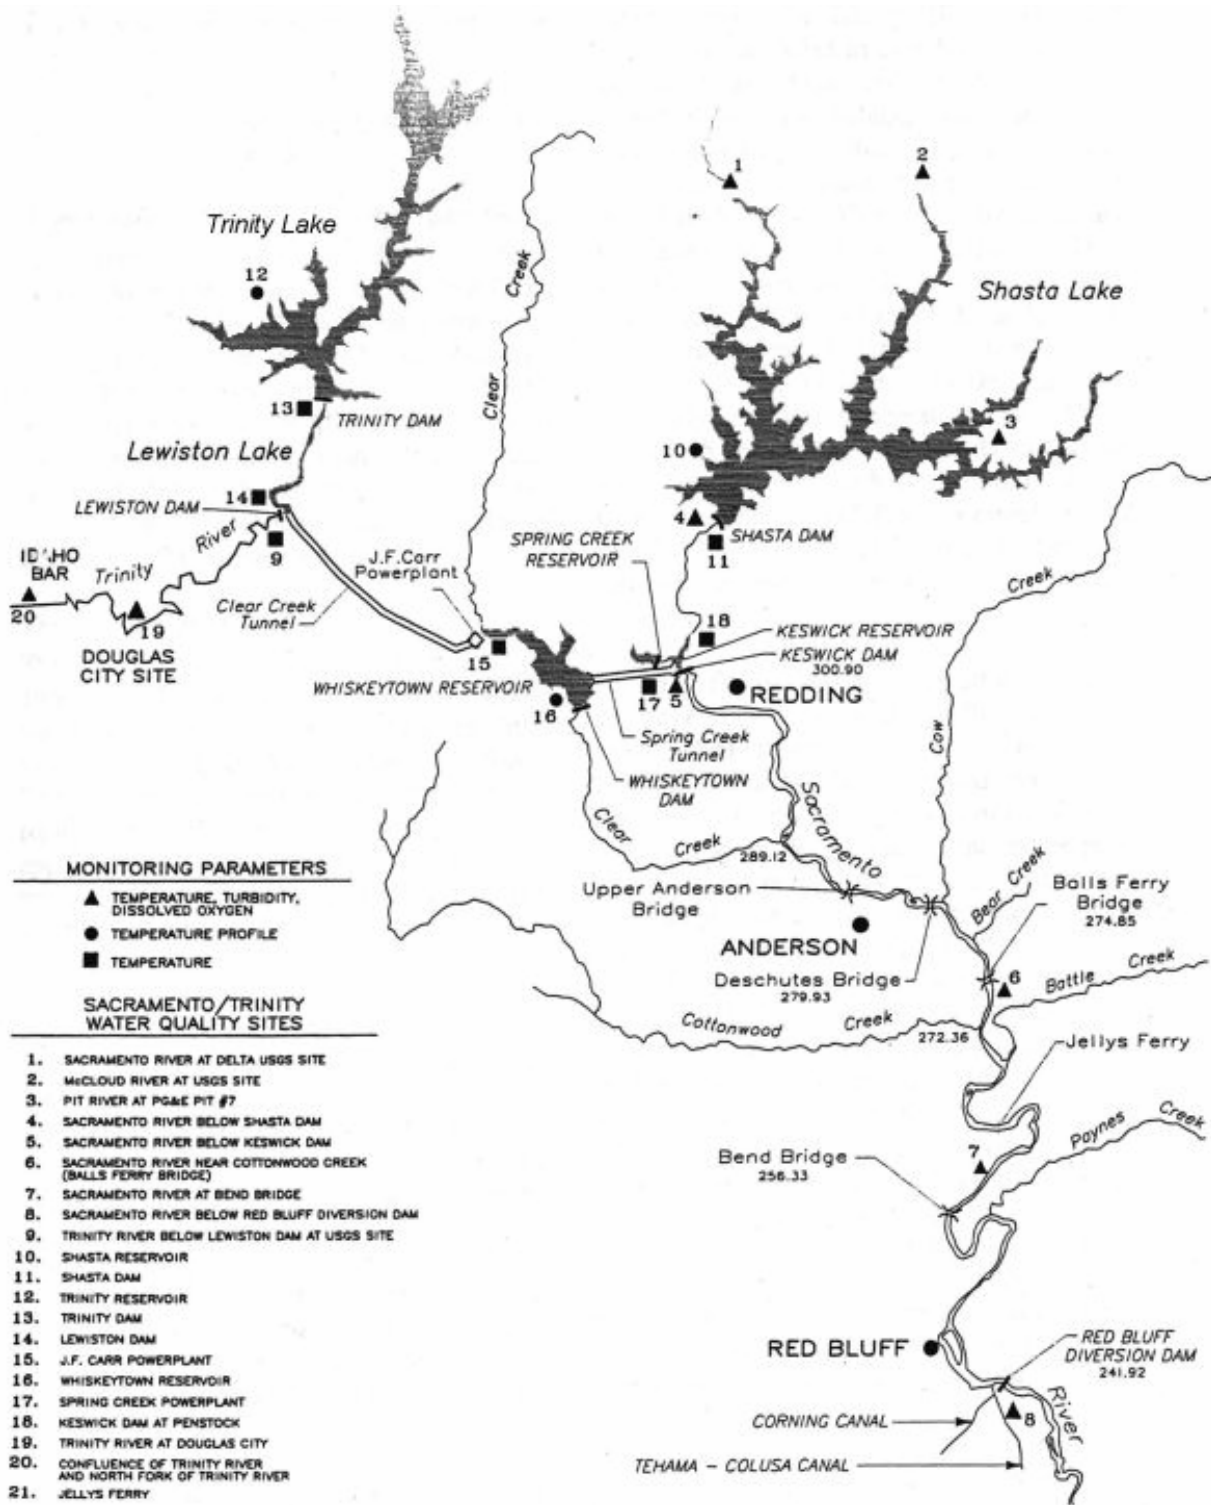 1
2
Trinity Lake
12
Creek
Shasta Lake
Clear
13
TRINITY DAM
3
10
Lewiston Lake
14
LEWISTON DAM
4
SHASTA DAM
SPRING CREEK
RESERVOIR
11
River
9
J.F.Carr
Powerplant
Creek
IDAHO
BAR
Trinity
20
19
Clear Creek
Tunnel
18
KESWICK RESERVOIR
KESWICK DAM
300.90
DOUGLAS
CITY SITE
15
WHISKEYTOWN RESERVOIR
16
17
5
REDDING
Spring Creek
Tunnel
Cow
WHISKEYTOWN
DAM
Sacramento
Clear
Creek
289.12
Upper Anderson
Bridge
Bear Creek
Balls Ferry
Bridge
274.85
ANDERSON
Deschutes Bridge
279.93
6
Battle
Creek
Cottonwood
Creek
272.36
Jellys Ferry
Paynes
Creek
7
Bend Bridge
256.33
RED BLUFF
RED BLUFF
DIVERSION DAM
241.92
CORNING CANAL
8
River
TEHAMA – COLUSA CANAL
MONITORING PARAMETERS
TEMPERATURE, TURBIDITY,
DISSOLVED OXYGEN
TEMPERATURE PROFILE
TEMPERATURE
SACRAMENTO/TRINITY
WATER QUALITY SITES
1. SACRAMENTO RIVER AT DELTA USGS SITE
2. McCLOUD RIVER AT USGS SITE
3. PIT RIVER AT PG&E PIT #7
4. SACRAMENTO RIVER BELOW SHASTA DAM
5. SACRAMENTO RIVER BELOW KESWICK DAM
6. SACRAMENTO RIVER NEAR COTTONWOOD CREEK
(BALLS FERRY BRIDGE)
7. SACRAMENTO RIVER AT BEND BRIDGE
8. SACRAMENTO RIVER BELOW RED BLUFF DIVERSION DAM
9. TRINITY RIVER BELOW LEWISTON DAM AT USGS SITE
10. SHASTA RESERVOIR
11. SHASTA DAM
12. TRINITY RESERVOIR
13. TRINITY DAM
14. LEWISTON DAM
15. J.F. CARR POWERPLANT
16. WHISKEYTOWN RESERVOIR
17. SPRING CREEK POWERPLANT
18. KESWICK DAM AT PENSTOCK
19. TRINITY RIVER AT DOUGLAS CITY
20. CONFLUENCE OF TRINITY RIVER
AND NORTH FORK OF TRINITY RIVER
21. JELLYS FERRY